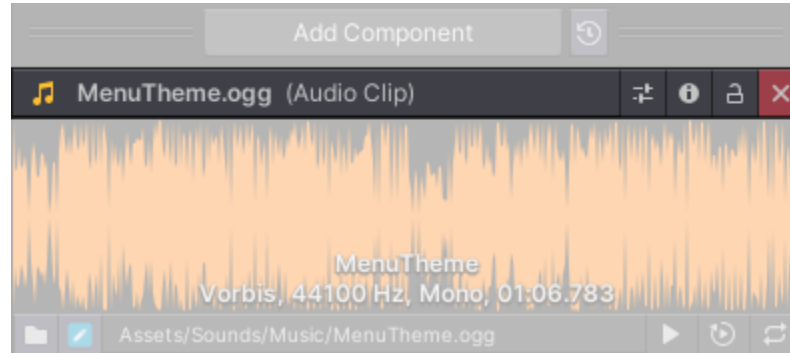 Add Component
MenuTheme.ogg (Audio Clip)
MenuTheme
Vorbis, 44100 Hz, Mono, 01:06.783
Assets/Sounds/Music/MenuTheme.ogg